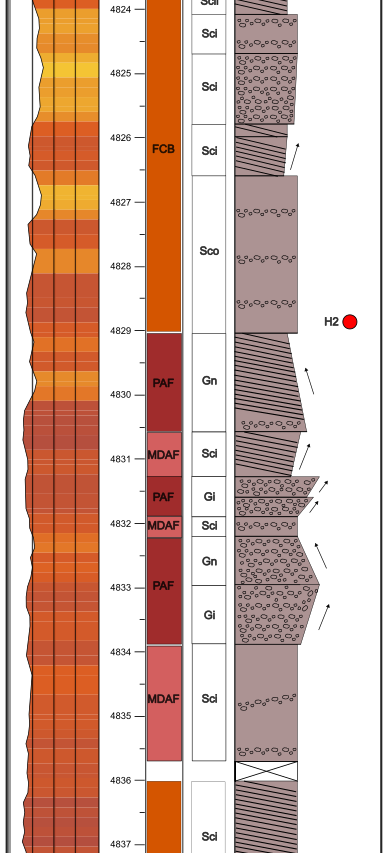 4824
Sci
4825
Sci
4826
FCB
Sci
4827
Sco
4828
H2
4829
PAF
Gn
4830
MDAF
Sci
4831
PAF
Gi
4832
MDAF
Sci
Gn
4833
PAF
Gi
4834
MDAF
Sci
4835
4836
Sci
4837